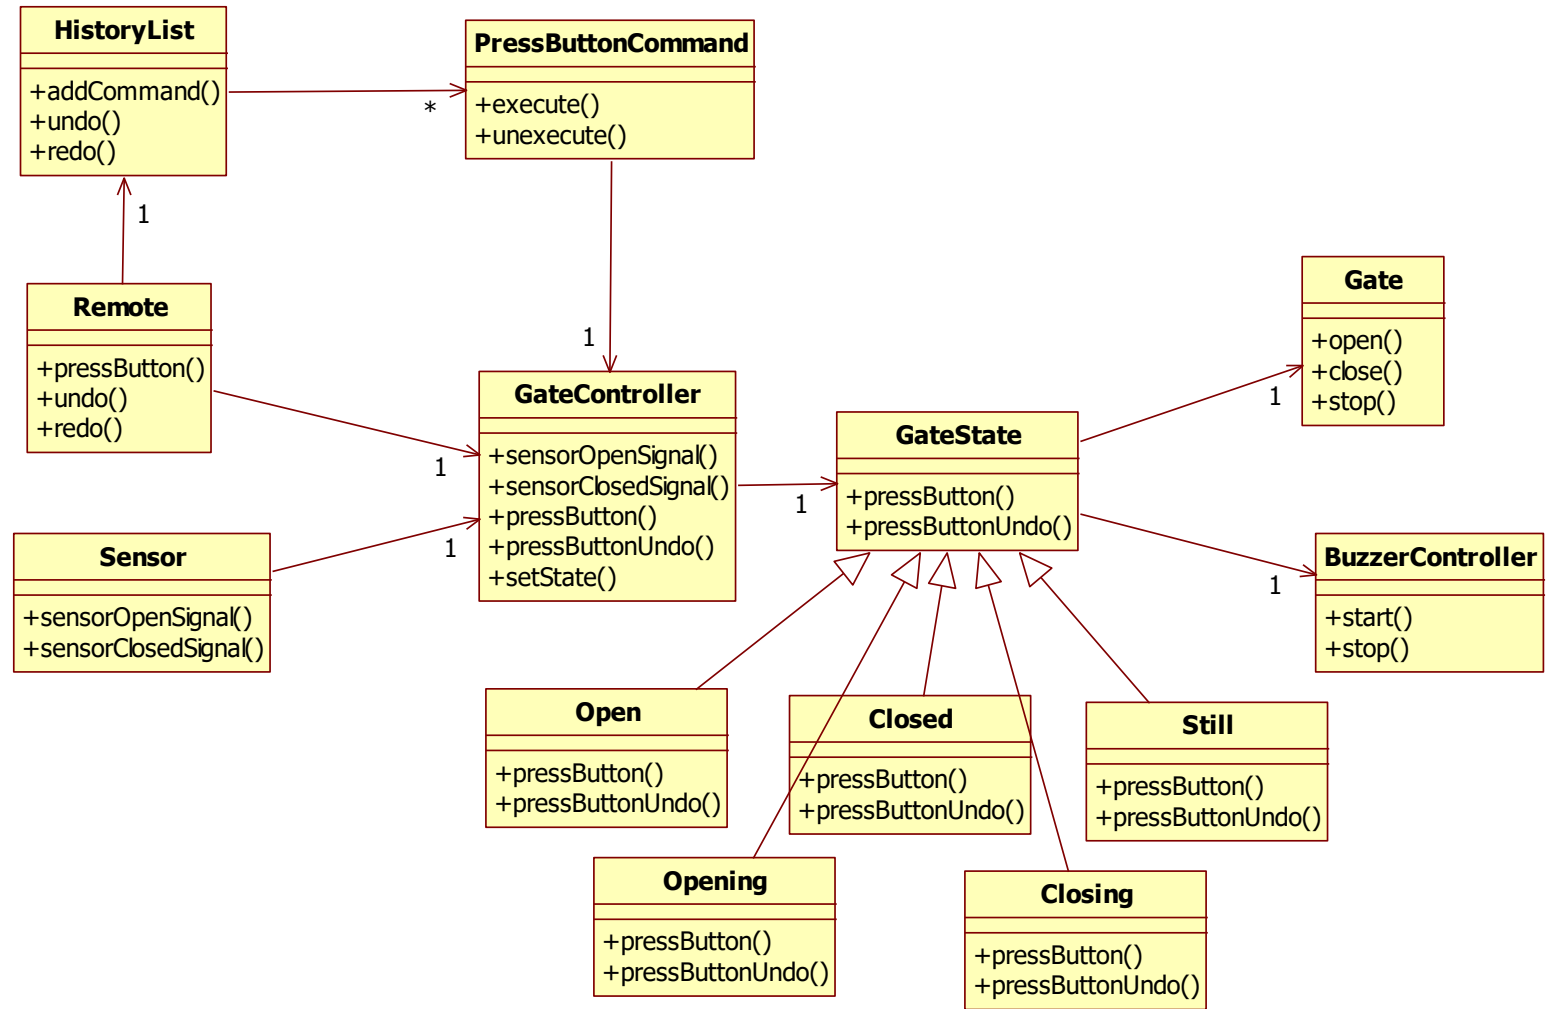 HistoryList
+addCommand()
+undo()
+redo()
PressButtonCommand
+execute()
+unexecute()
*
1
Remote
+pressButton()
+undo()
+redo()
1
1
GateController
+sensorOpenSignal()
+sensorClosedSignal()
+pressButton()
+pressButtonUndo()
+setState()
Sensor
+sensorOpenSignal()
+sensorClosedSignal()
1
1
GateState
+pressButton()
+pressButtonUndo()
Gate
+open()
+close()
+stop()
1
BuzzerController
+start()
+stop()
1
Open
+pressButton()
+pressButtonUndo()
Closed
+pressButton()
+pressButtonUndo()
Still
+pressButton()
+pressButtonUndo()
Opening
+pressButton()
+pressButtonUndo()
Closing
+pressButton()
+pressButtonUndo()